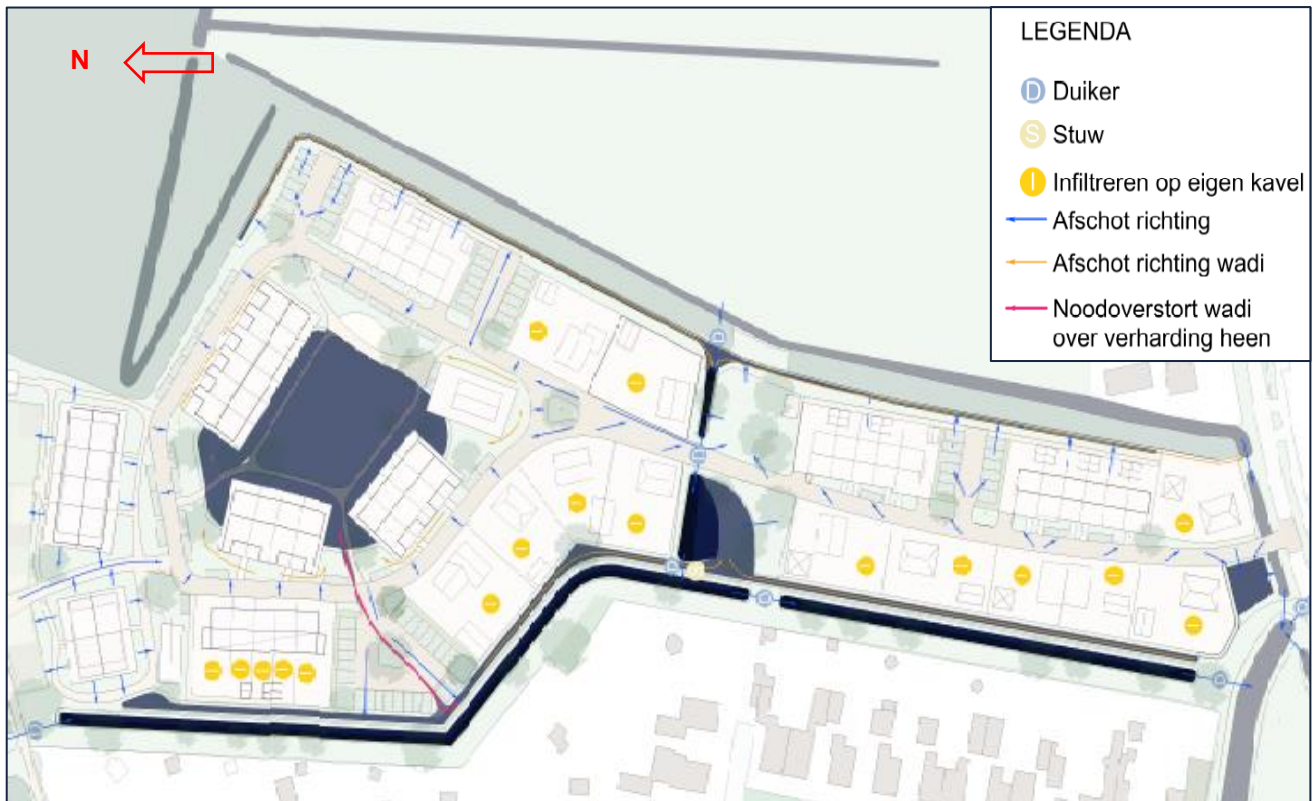 N
LEGENDA
D Duiker
S Stuw
I Infiltreren op eigen kavel
Afschot richting
Afschot richting wadi
Noodoverstort wadi
over verharding heen